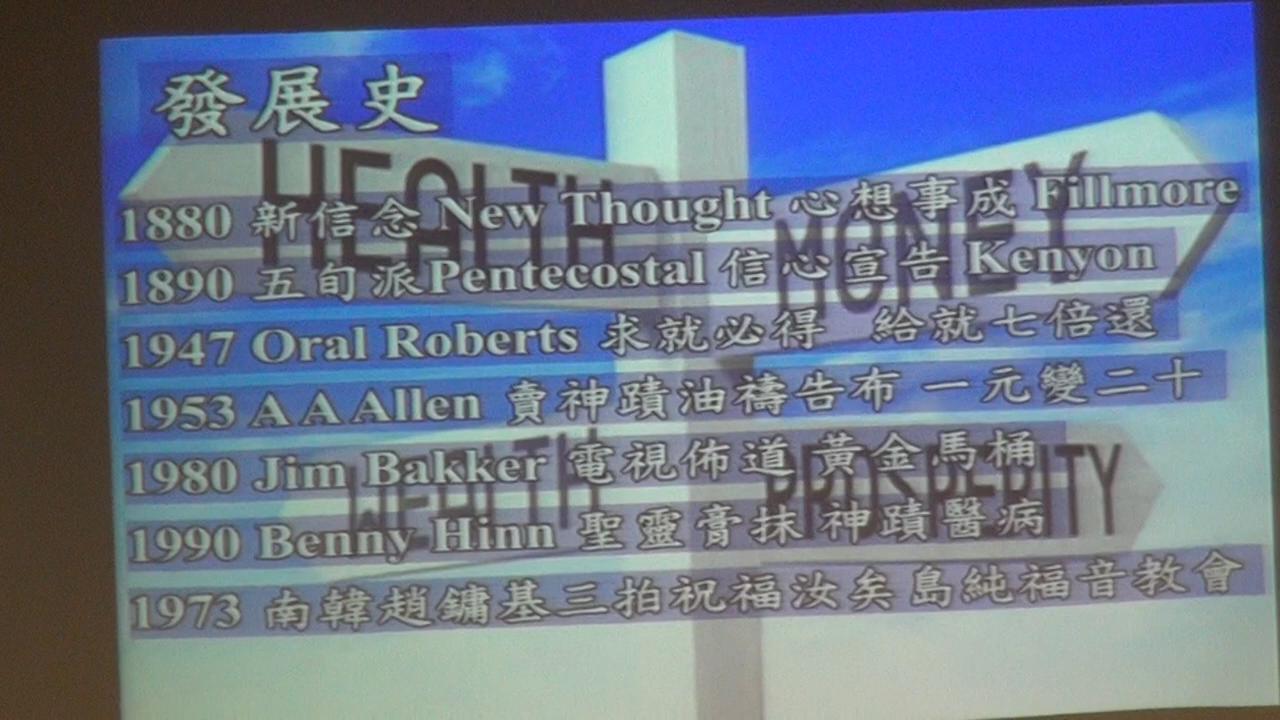 發展史
HEALTH
MONEY
1880 新信念 New Thought 心想事成 Fillmore
1890 五旬派Pentecostal 信心宣告 Kenyon
1947 Oral Roberts 求就必得 給就七倍還
1953 A A Allen 賣神蹟油禱告布 一元變二十
1980 Jim Bakker 電視佈道 黃金馬桶
WEALTH
PROSPERITY
1990 Benny Hinn 聖靈膏抹 神蹟醫病
1973 南韓趙鏞基三拍祝福汝矣島純福音教會